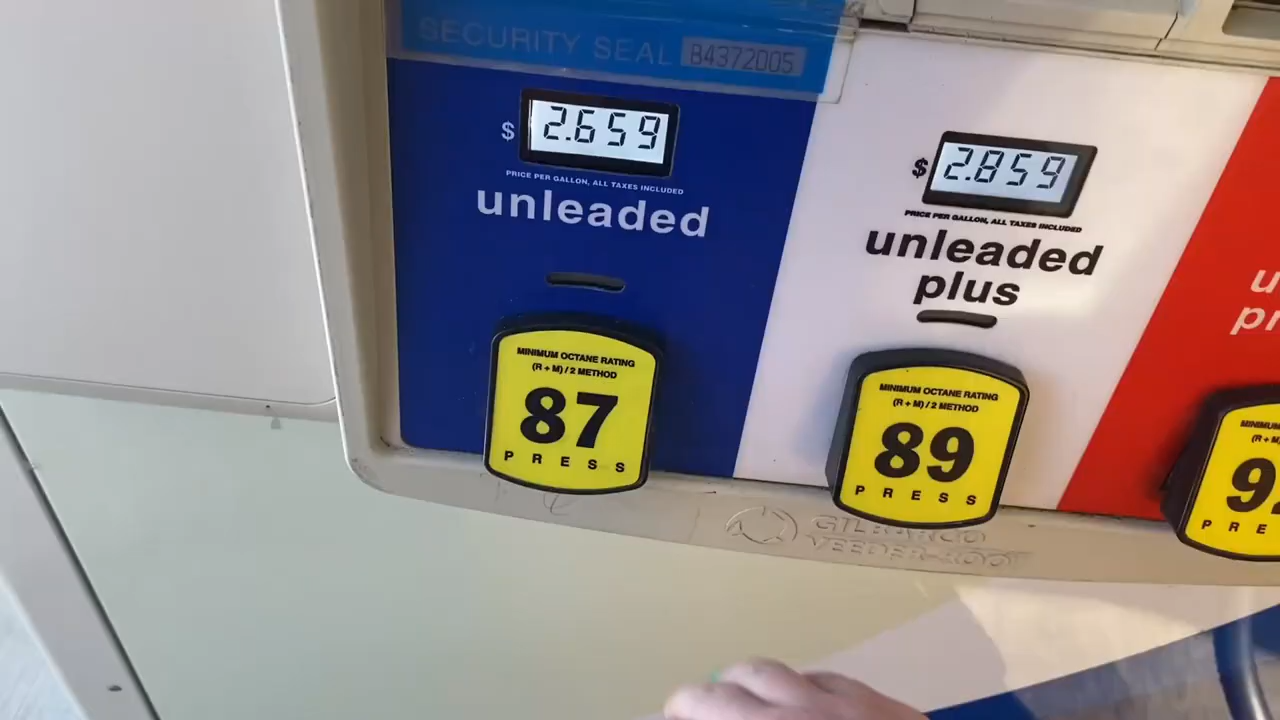 SECURITY SEAL B4372005
$ 2.659
PRICE PER GALLON, ALL TAXES INCLUDED
unleaded
MINIMUM OCTANE RATING
(R + M) / 2 METHOD
87
PRESS
$ 2.859
PRICE PER GALLON, ALL TAXES INCLUDED
unleaded
plus
MINIMUM OCTANE RATING
(R + M) / 2 METHOD
89
PRESS
GILBARCO
VEEDER-ROOT